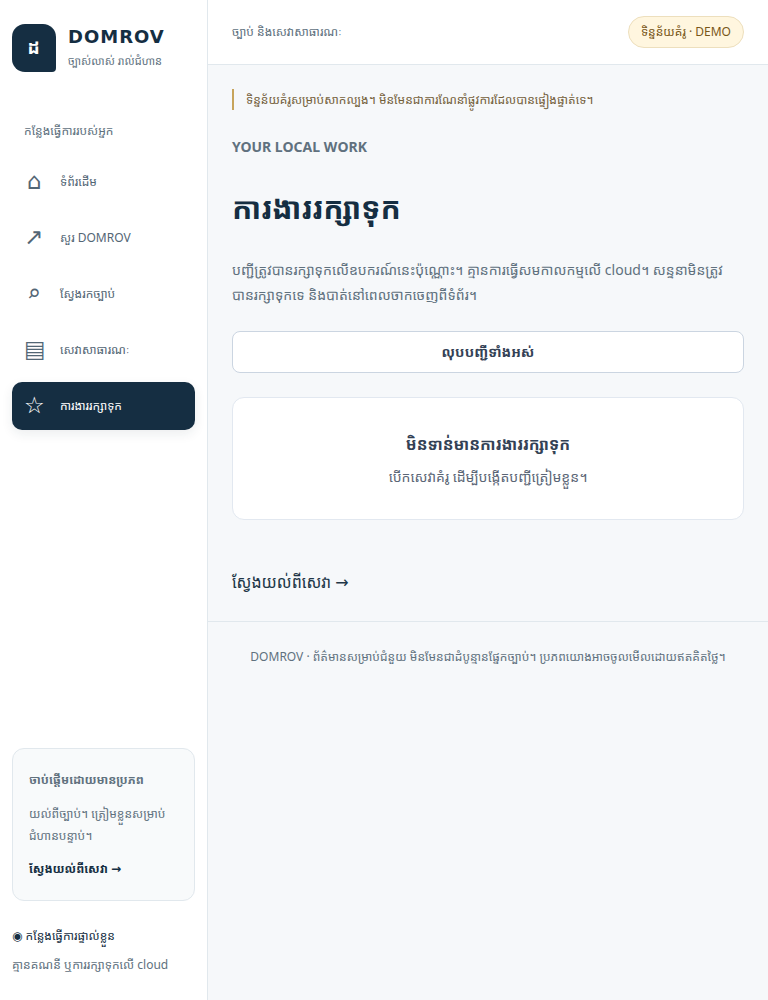 ដ
DOMROV
ច្បាស់លាស់ រាល់ជំហាន
កន្លែងធ្វើការរបស់អ្នក
ទំព័រដើម
សួរ DOMROV
ស្វែងរកច្បាប់
សេវាសាធារណៈ
ការងាររក្សាទុក
ចាប់ផ្តើមដោយមានប្រភព
យល់ពីច្បាប់។ ត្រៀមខ្លួនសម្រាប់
ជំហានបន្ទាប់។
ស្វែងយល់ពីសេវា →
◉ កន្លែងធ្វើការផ្ទាល់ខ្លួន
គ្មានគណនី ឬការរក្សាទុកលើ cloud
ច្បាប់ និងសេវាសាធារណៈ
ទិន្នន័យគំរូ · DEMO
ទិន្នន័យគំរូសម្រាប់សាកល្បង។ មិនមែនជាការណែនាំផ្លូវការដែលបានផ្ទៀងផ្ទាត់ទេ។
YOUR LOCAL WORK
ការងាររក្សាទុក
បញ្ជីត្រូវបានរក្សាទុកលើឧបករណ៍នេះប៉ុណ្ណោះ។ គ្មានការធ្វើសមកាលកម្មលើ cloud។ សន្ទនាមិនត្រូវ
បានរក្សាទុកទេ និងបាត់នៅពេលចាកចេញពីទំព័រ។
លុបបញ្ជីទាំងអស់
មិនទាន់មានការងាររក្សាទុក
បើកសេវាគំរូ ដើម្បីបង្កើតបញ្ជីត្រៀមខ្លួន។
ស្វែងយល់ពីសេវា →
DOMROV · ព័ត៌មានសម្រាប់ជំនួយ មិនមែនជាដំបូន្មានផ្នែកច្បាប់។ ប្រភពយោងអាចចូលមើលដោយឥតគិតថ្លៃ។